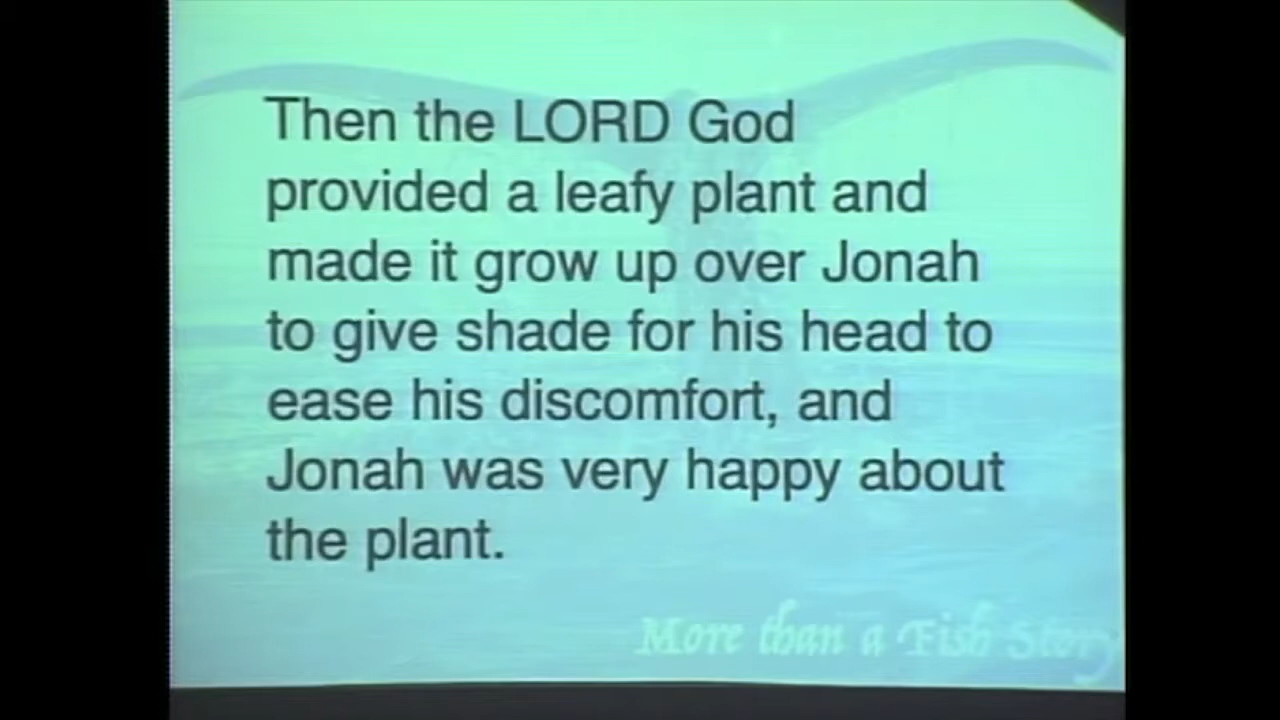 Then the LORD God
provided a leafy plant and
made it grow up over Jonah
to give shade for his head to
ease his discomfort, and
Jonah was very happy about
the plant.
More than a Fish Story